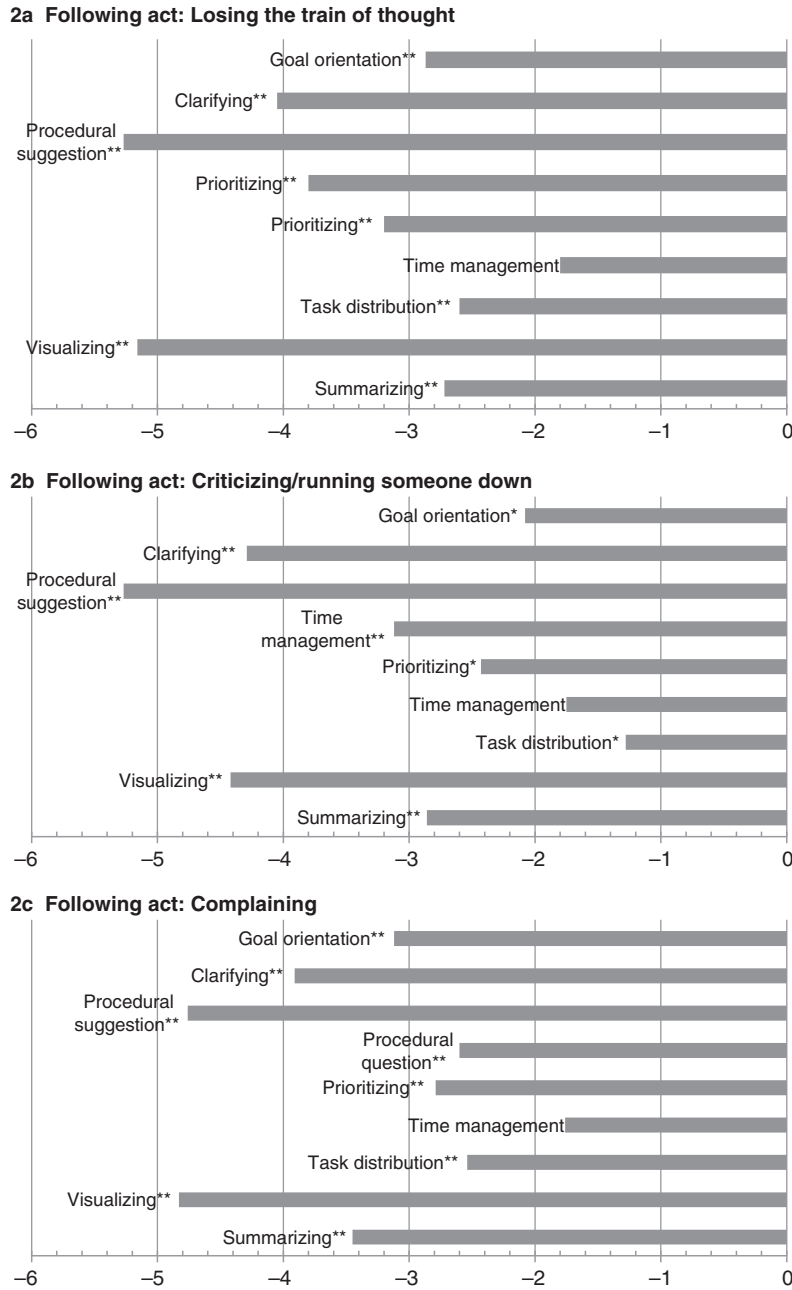 2a Following act: Losing the train of thought
Goal orientation**
Clarifying**
Procedural
suggestion**
Prioritizing**
Prioritizing**
Time management
Task distribution**
Visualizing**
Summarizing**
–6 –5 –4 –3 –2 –1 0
2b Following act: Criticizing/running someone down
Goal orientation*
Clarifying**
Procedural
suggestion**
Time
management**
Prioritizing*
Time management
Task distribution*
Visualizing**
Summarizing**
–6 –5 –4 –3 –2 –1 0
2c Following act: Complaining
Goal orientation**
Clarifying**
Procedural
suggestion**
Procedural
question**
Prioritizing**
Time management
Task distribution**
Visualizing**
Summarizing**
–6 –5 –4 –3 –2 –1 0